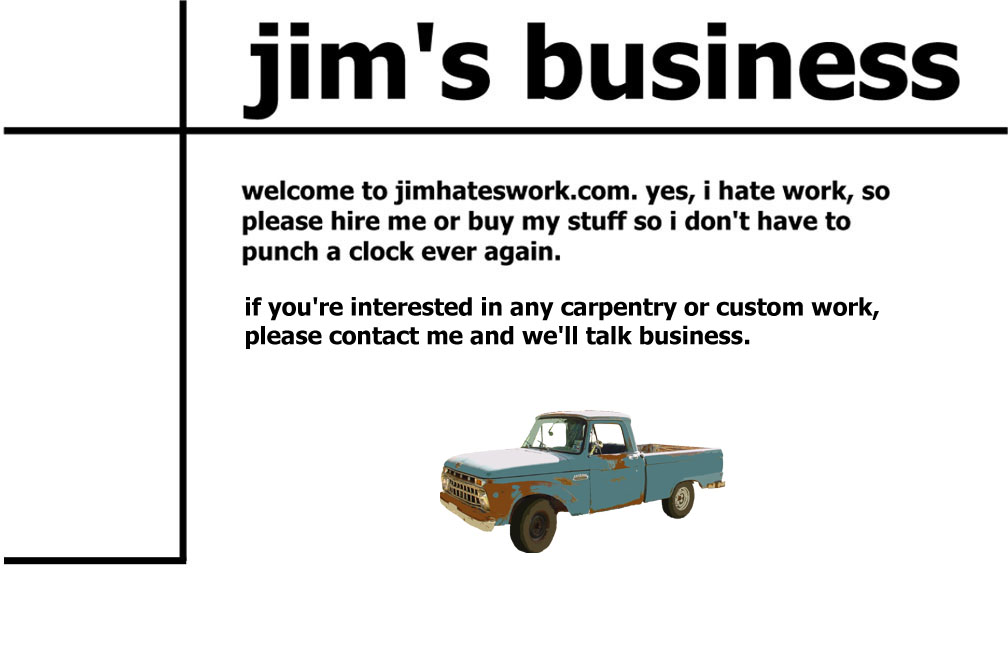 jim's business
welcome to jimhateswork.com. yes, i hate work, so
please hire me or buy my stuff so i don't have to
punch a clock ever again.
if you're interested in any carpentry or custom work,
please contact me and we'll talk business.